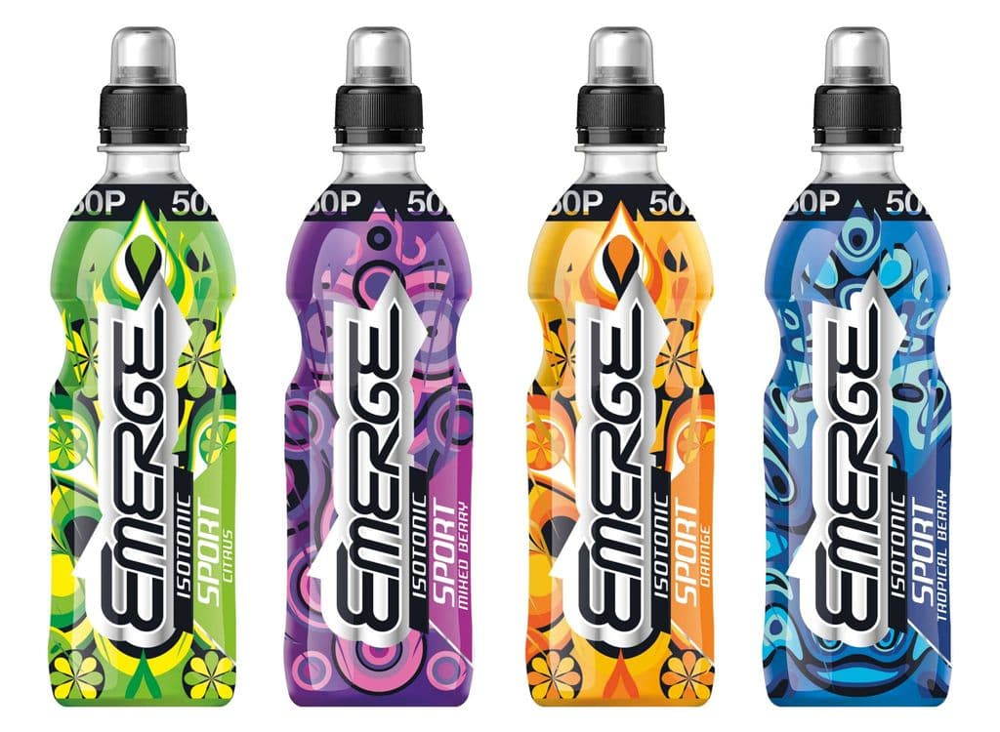 50P 50P
EMERGE
ISOTONIC
SPORT
CITRUS
50P 50P
EMERGE
ISOTONIC
SPORT
MIXED BERRY
50P 50P
EMERGE
ISOTONIC
SPORT
ORANGE
50P 50P
EMERGE
ISOTONIC
SPORT
TROPICAL BERRY